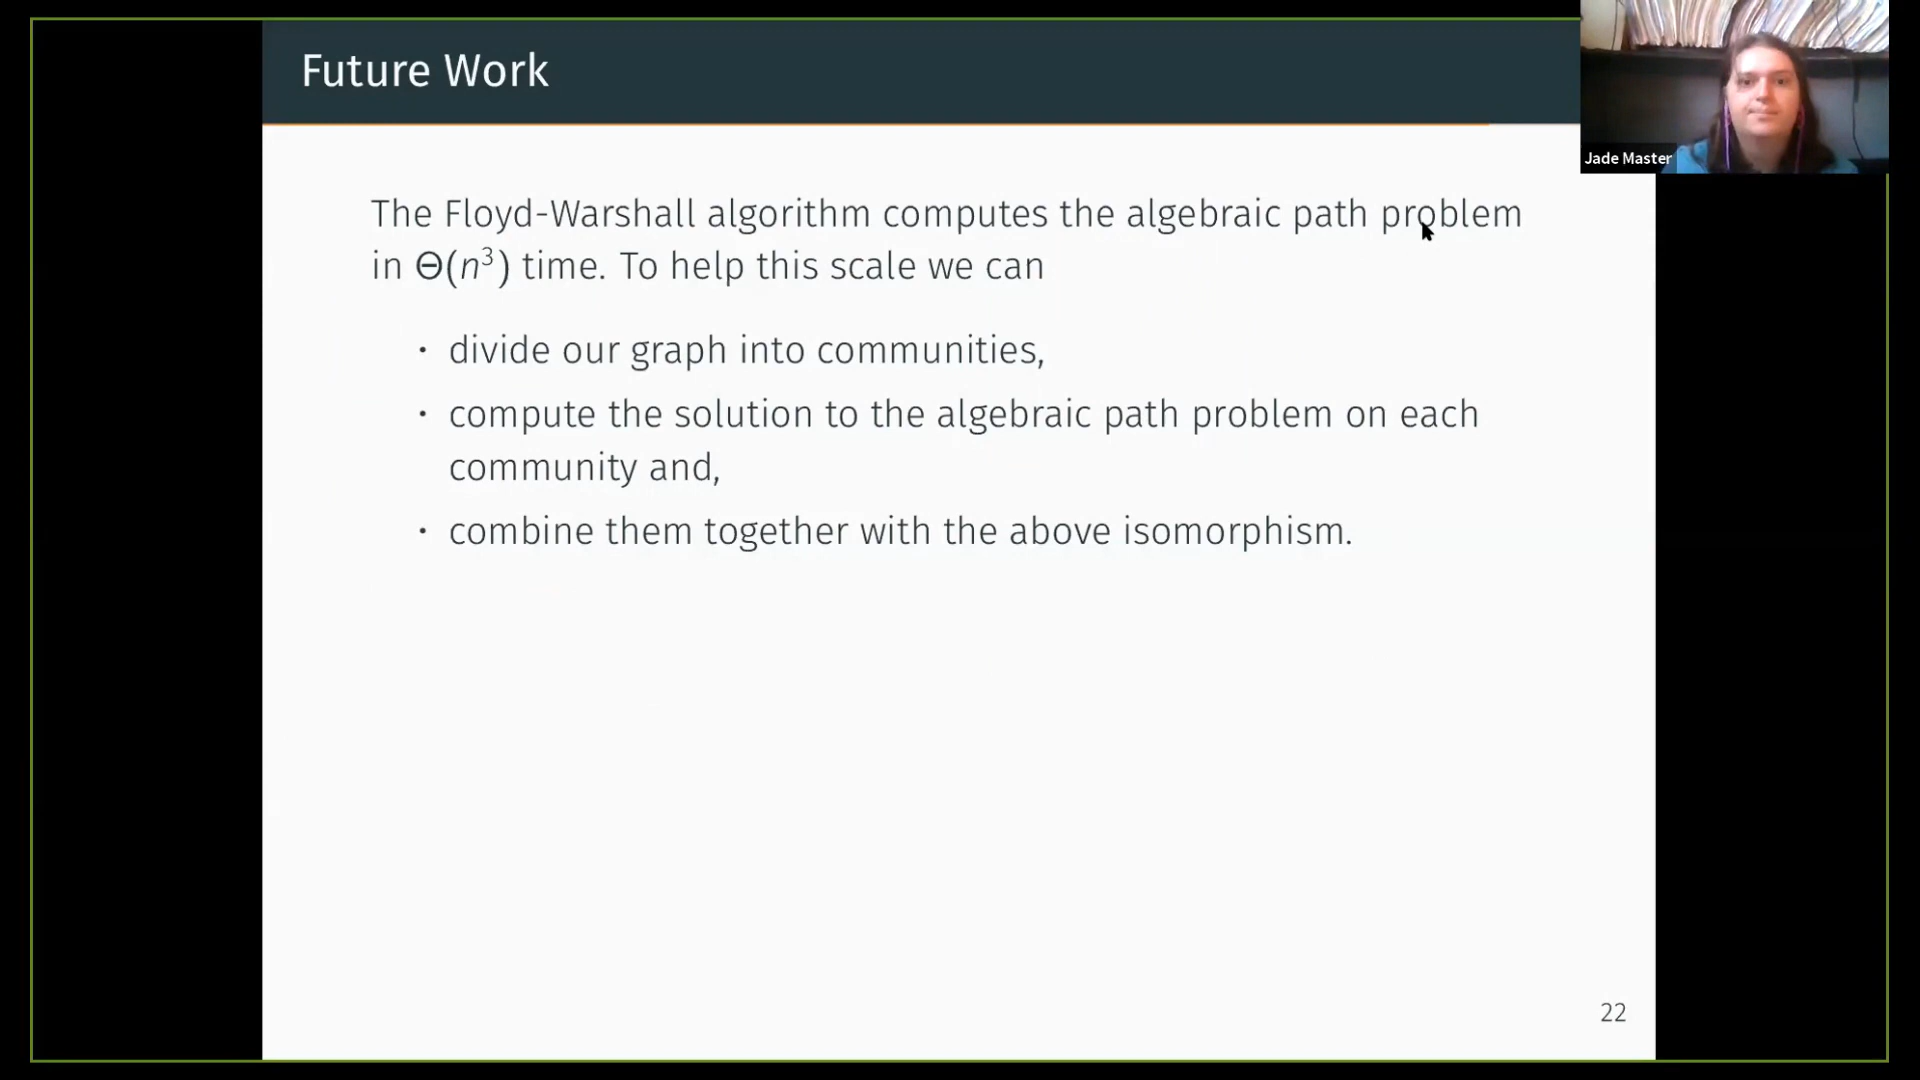 Future Work
Jade Master
The Floyd-Warshall algorithm computes the algebraic path problem
in Θ(n³) time. To help this scale we can
· divide our graph into communities,
· compute the solution to the algebraic path problem on each
community and,
· combine them together with the above isomorphism.
22